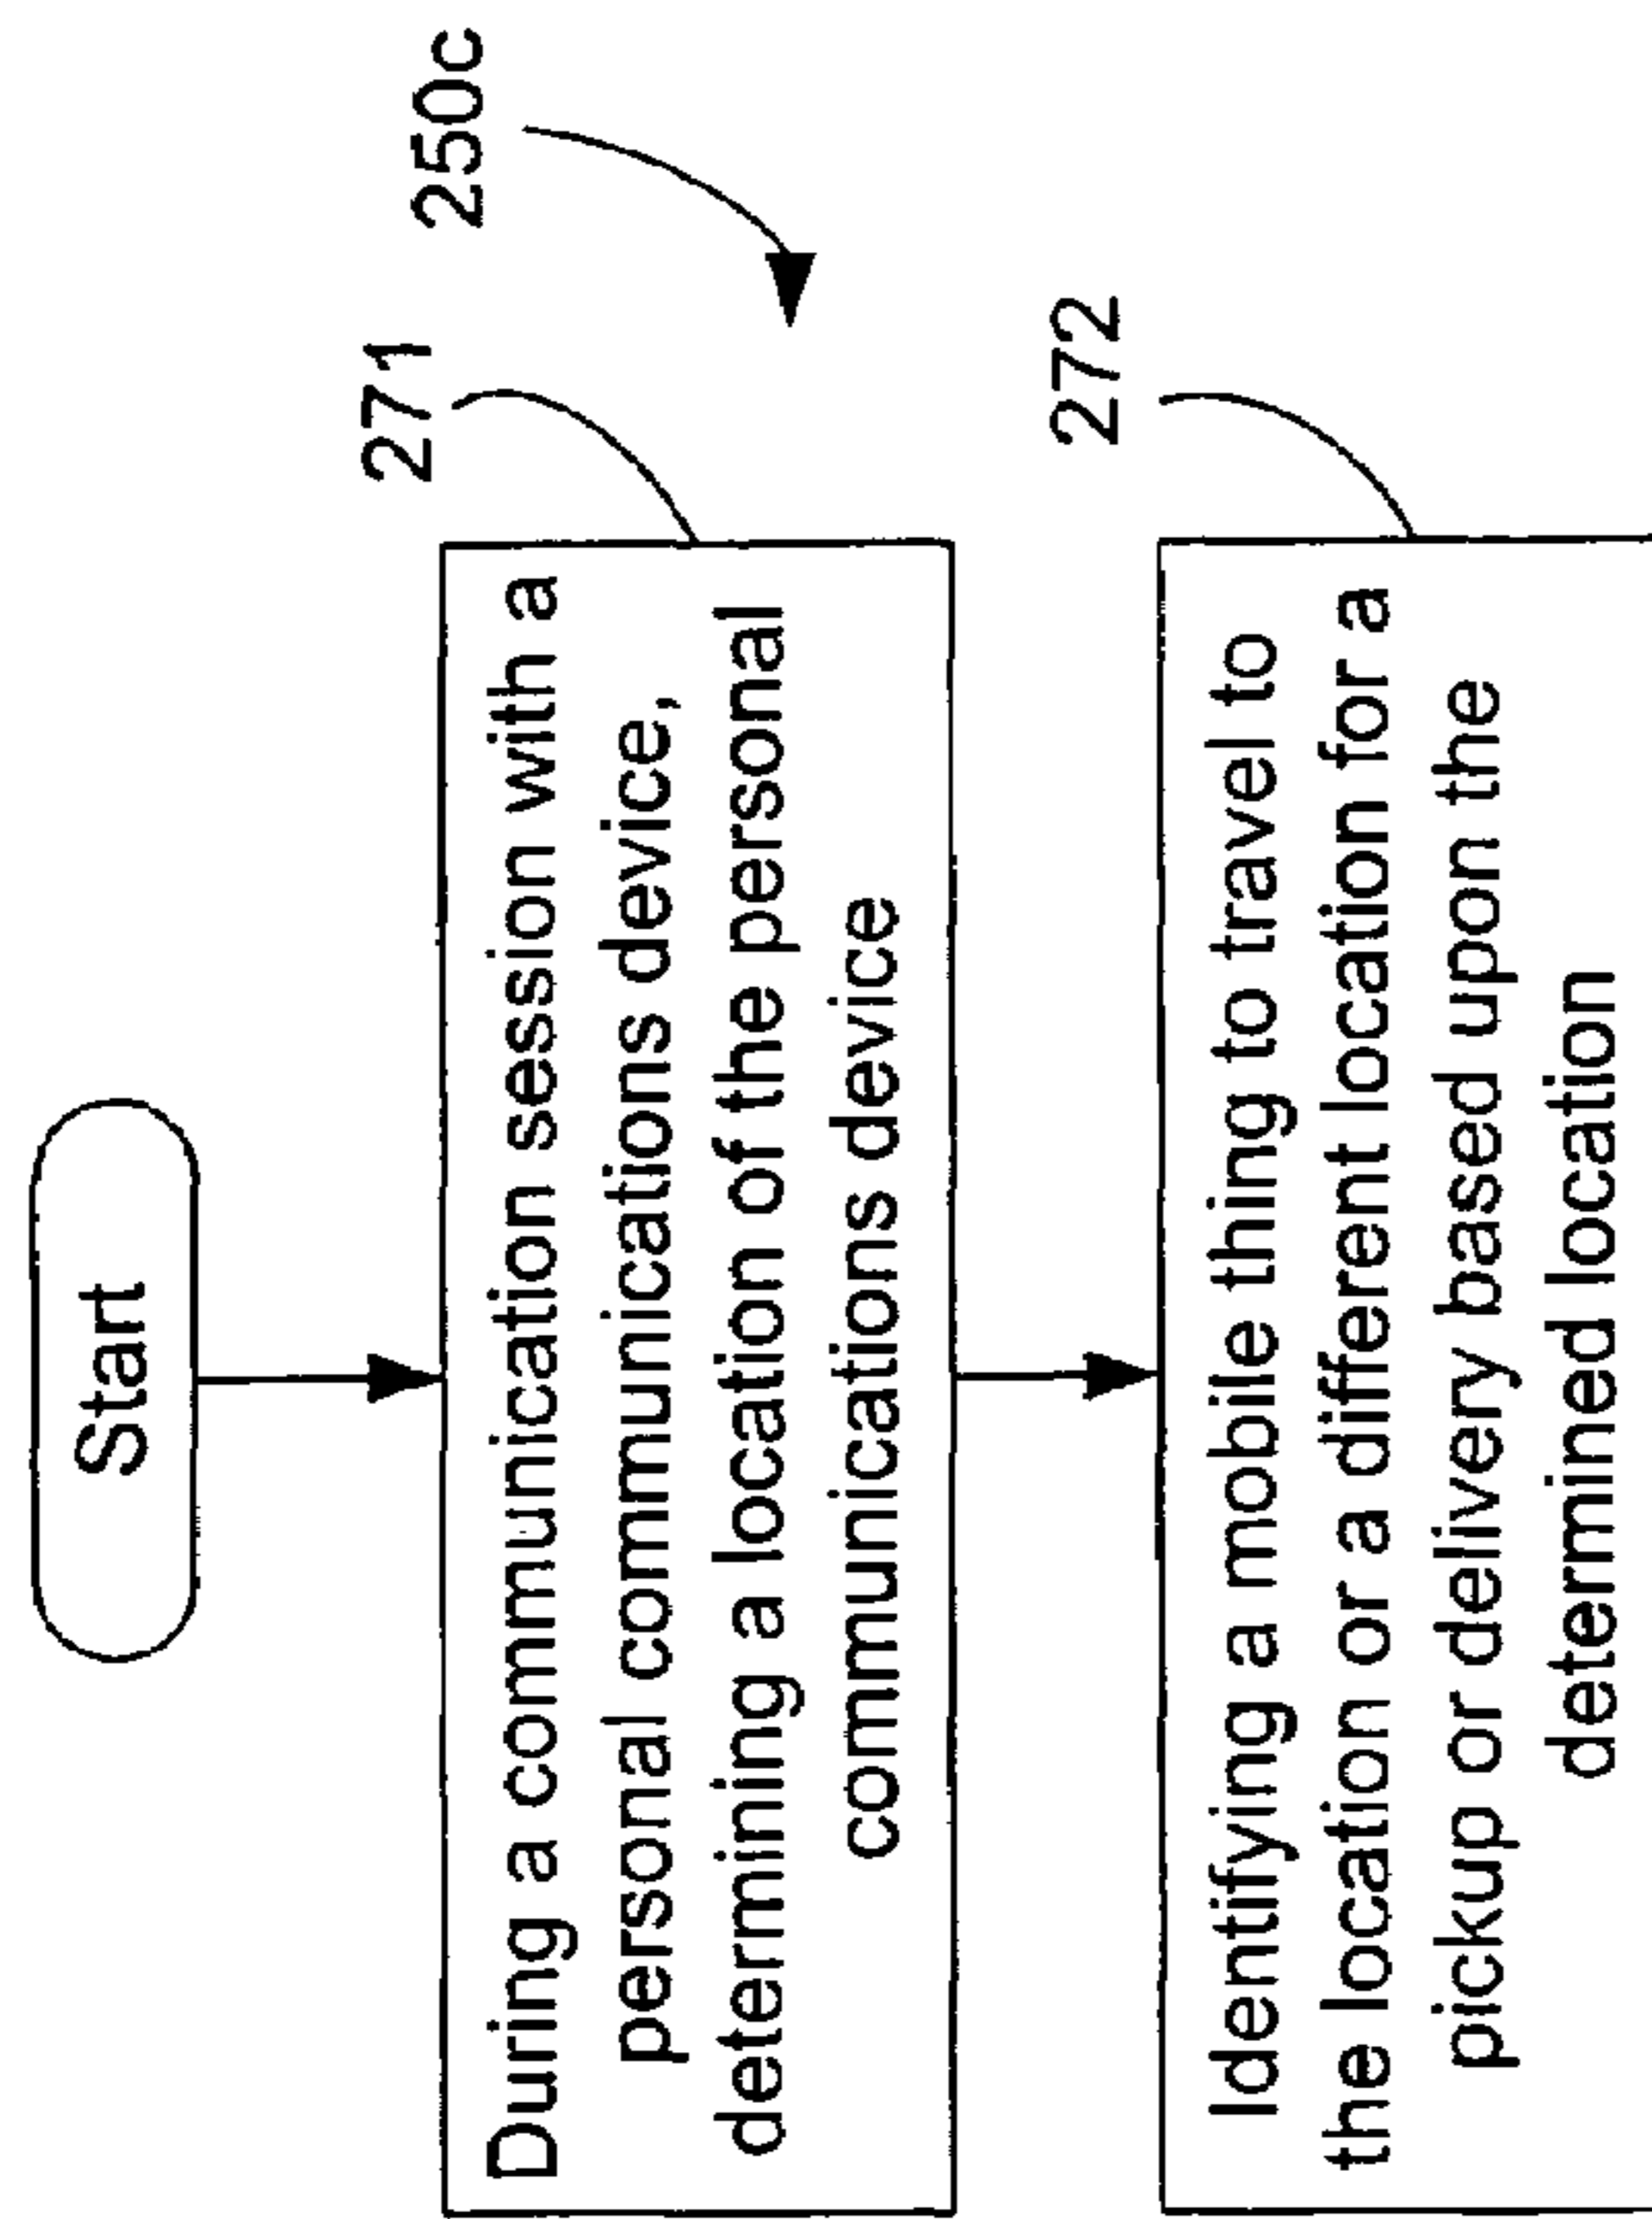 Start
250c
271
During a communication session with a
personal communications device,
determining a location of the personal
communications device
272
Identifying a mobile thing to travel to
the location or a different location for a
pickup or delivery based upon the
determined location